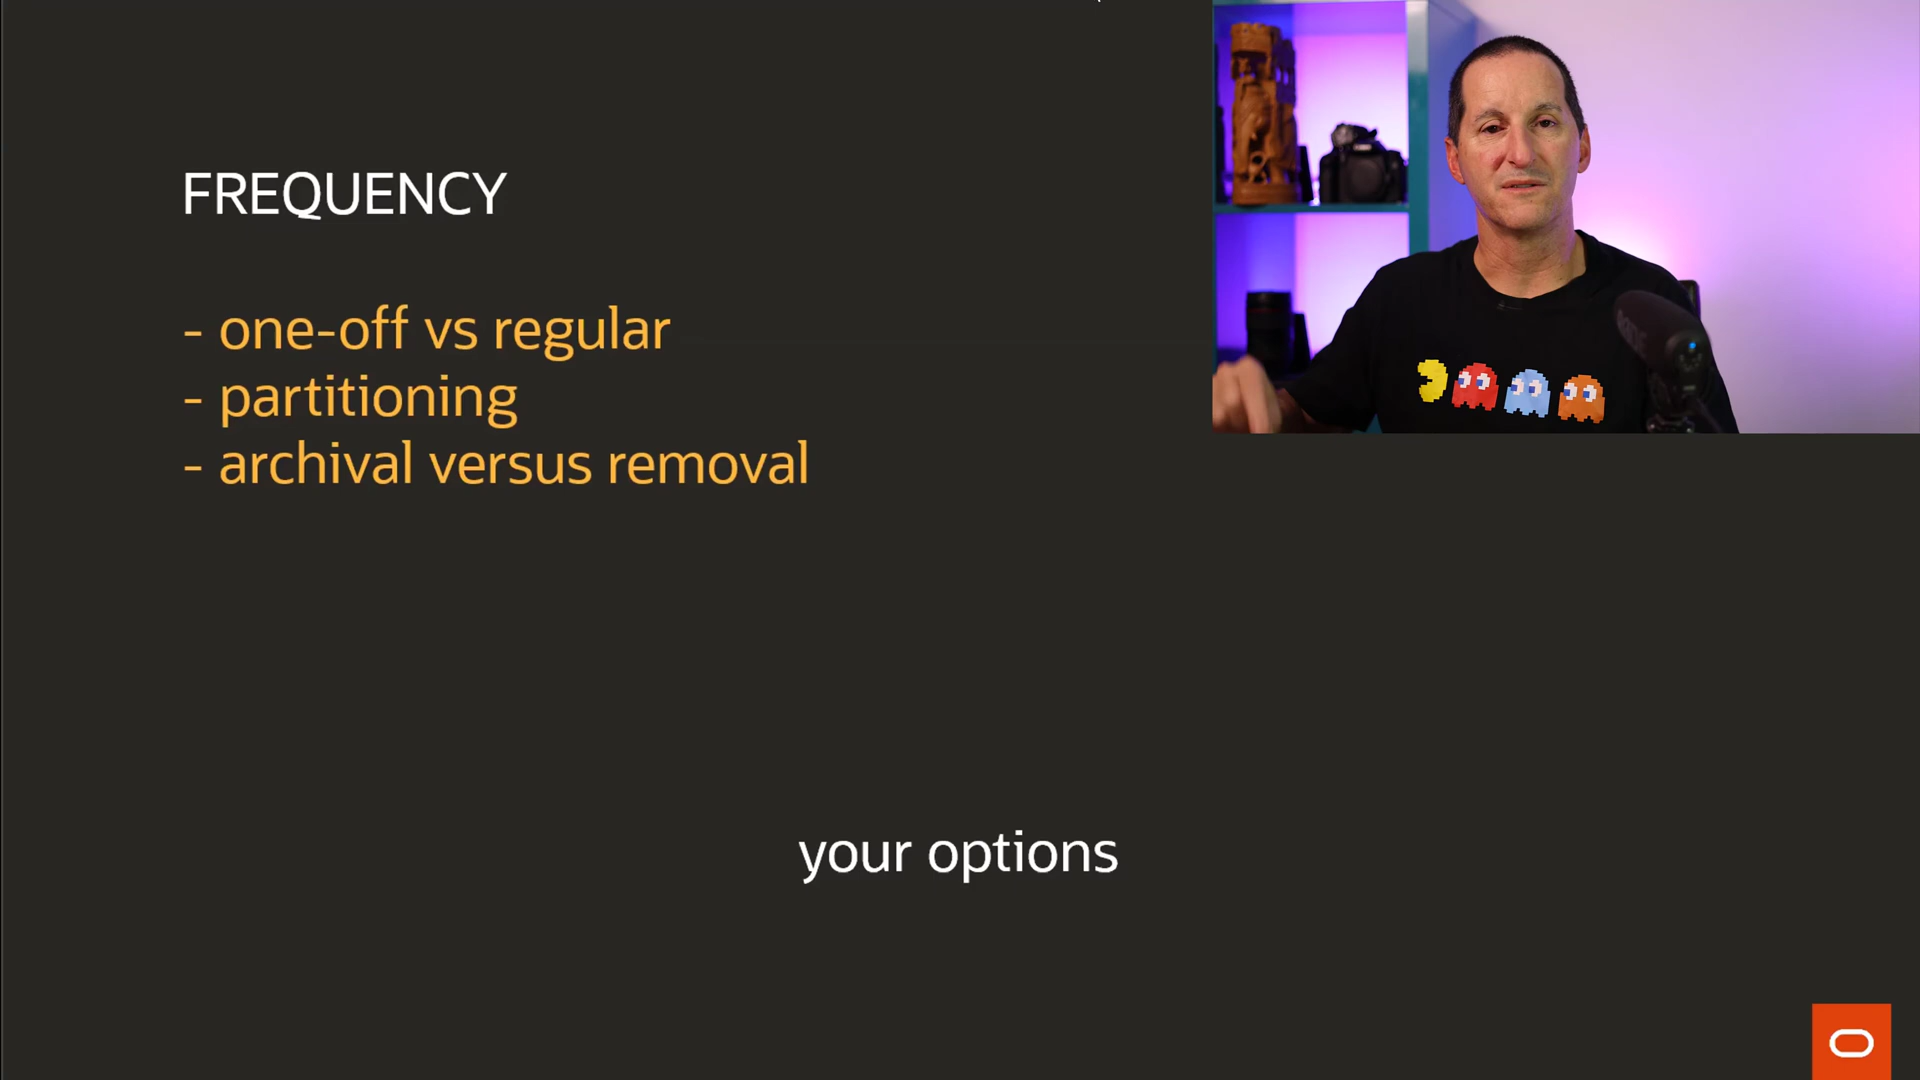 FREQUENCY
- one-off vs regular
- partitioning
- archival versus removal
your options